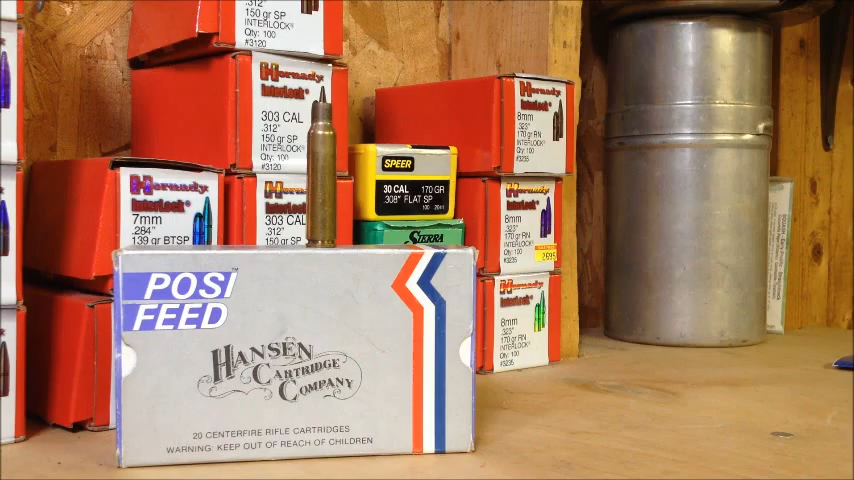 .312"
150 gr SP
INTERLOCK®
Qty: 100
#3120
Hornady
InterLock®
303 CAL
.312"
150 gr SP
INTERLOCK®
Qty: 100
#3120
Hornady
InterLock®
7mm
.284"
139 gr BTSP
Hornady
InterLock
303 CAL
.312"
150 gr SP
SPEER
30 CAL 170 GR
.308" FLAT SP
100
SIERRA
Hornady
InterLock®
8mm
.323"
170 gr RN
INTERLOCK®
Qty: 100
#3235
Hornady
InterLock®
8mm
.323"
170 gr RN
INTERLOCK®
Qty: 100
#3235
2695
Hornady
InterLock®
8mm
.323"
170 gr RN
INTERLOCK®
Qty: 100
#3235
POSI™
FEED
HANSEN
CARTRIDGE
COMPANY
20 CENTERFIRE RIFLE CARTRIDGES
WARNING: KEEP OUT OF REACH OF CHILDREN